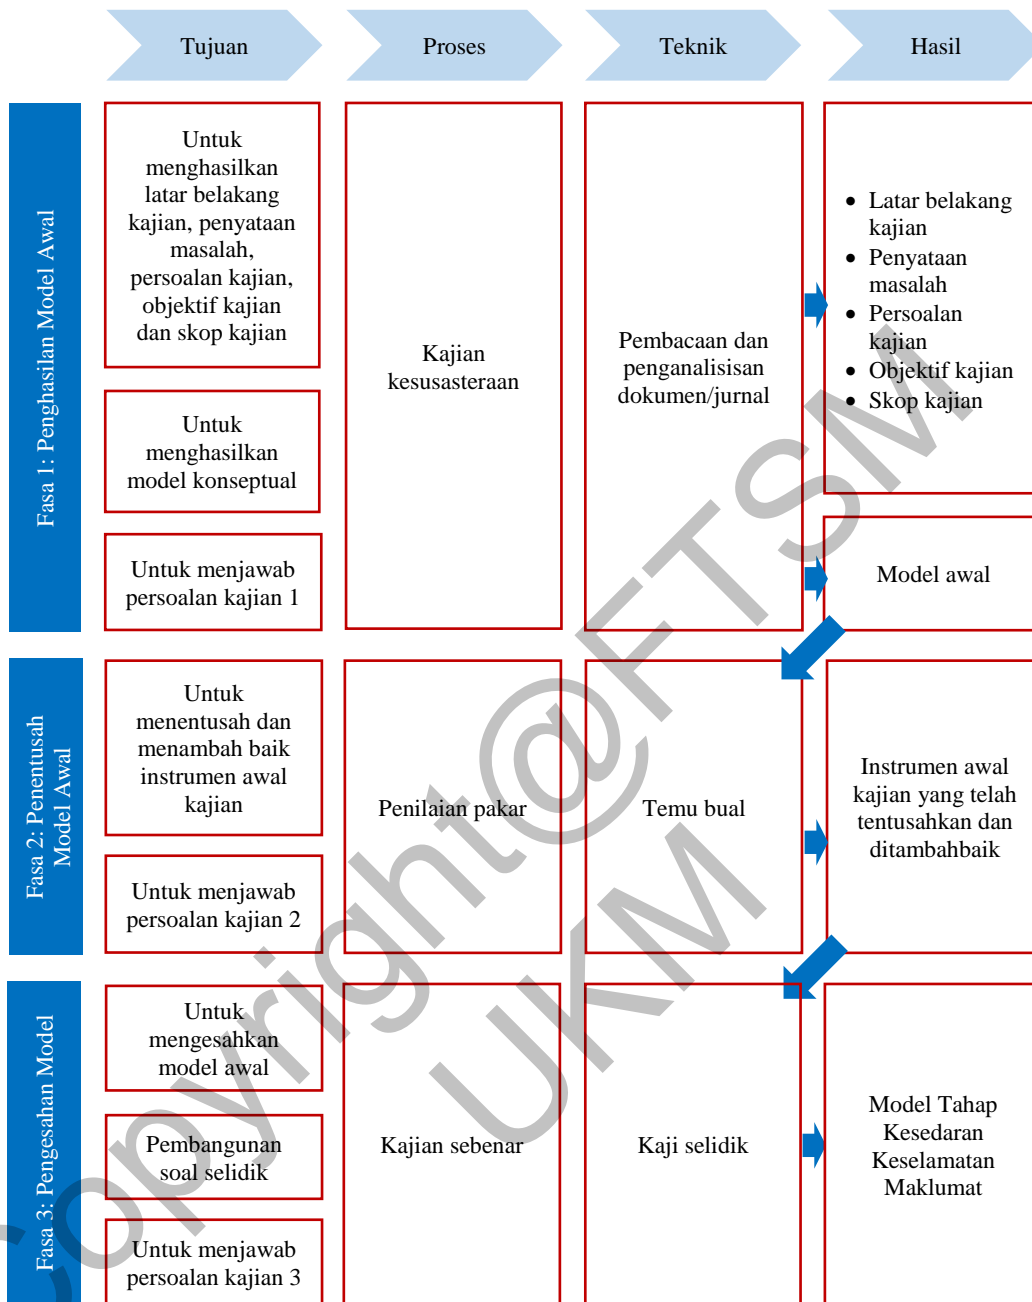 Tujuan
Proses
Teknik
Hasil
Fasa 1: Penghasilan Model Awal
Untuk
menghasilkan
latar belakang
kajian, penyataan
masalah,
persoalan kajian,
objektif kajian
dan skop kajian
Untuk
menghasilkan
model konseptual
Untuk menjawab
persoalan kajian 1
Kajian
kesusasteraan
Pembacaan dan
penganalisisan
dokumen/jurnal
• Latar belakang
kajian
• Penyataan
masalah
• Persoalan
kajian
• Objektif kajian
• Skop kajian
Model awal
Fasa 2: Penentusah
Model Awal
Untuk
menentusah dan
menambah baik
instrumen awal
kajian
Untuk menjawab
persoalan kajian 2
Penilaian pakar
Temu bual
Instrumen awal
kajian yang telah
tentusahkan dan
ditambahbaik
Fasa 3: Pengesahan Model
Untuk
mengesahkan
model awal
Pembangunan
soal selidik
Untuk menjawab
persoalan kajian 3
Kajian sebenar
Kaji selidik
Model Tahap
Kesedaran
Keselamatan
Maklumat
Copyright@FTSM
UKM